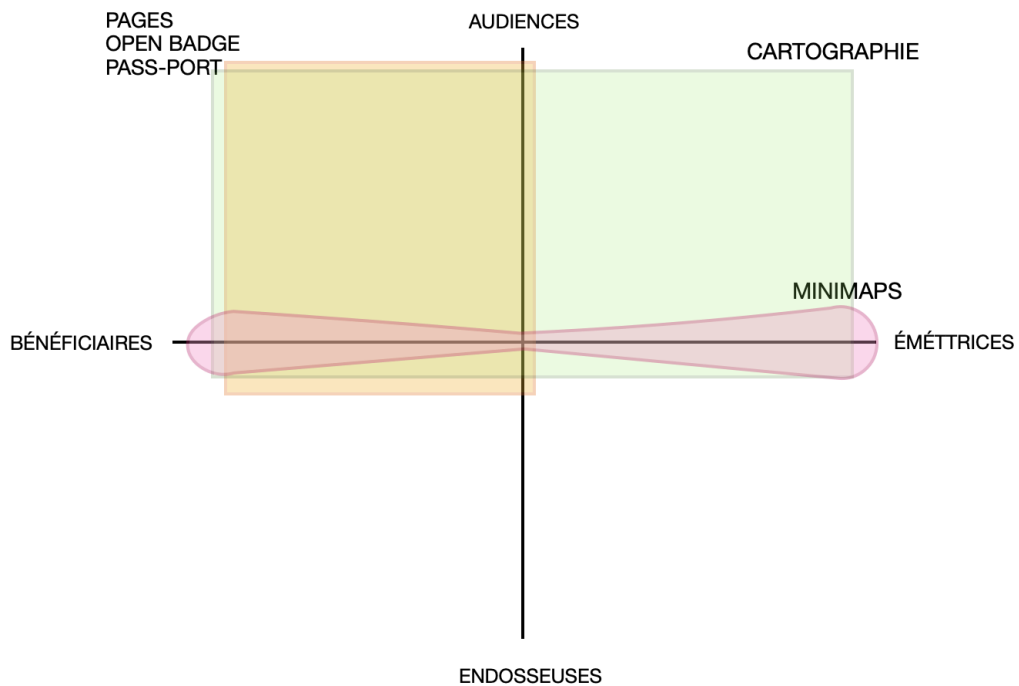 PAGES
OPEN BADGE
PASS-PORT
AUDIENCES
CARTOGRAPHIE
MINIMAPS
BÉNÉFICIAIRES
ÉMÉTTRICES
ENDOSSEUSES